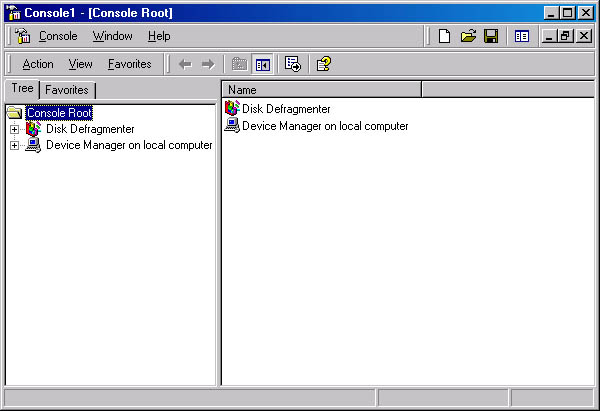 Console1 - [Console Root]
Console Window Help
Action View Favorites
Tree Favorites
Console Root
Disk Defragmenter
Device Manager on local computer
Name
Disk Defragmenter
Device Manager on local computer